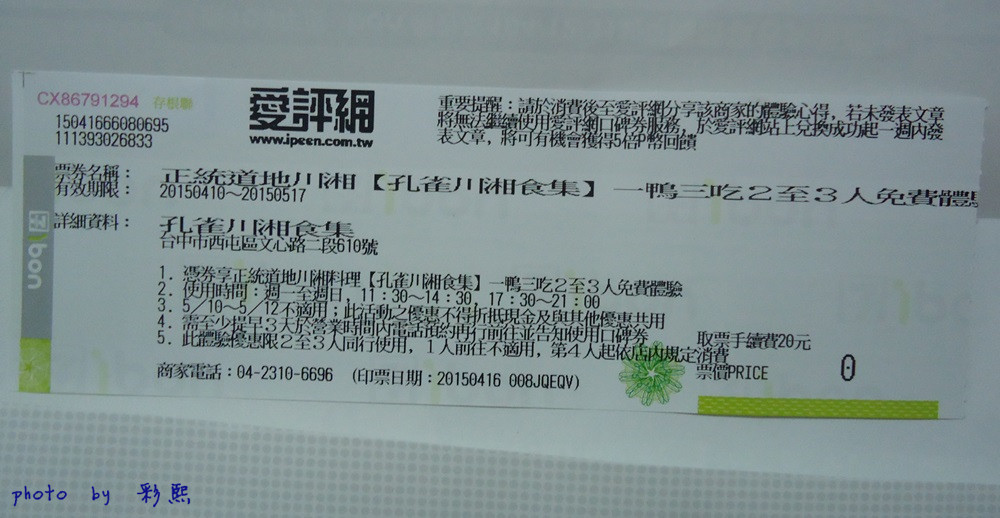 CX86791294 存根聯
15041666080695
111393026833
愛評網
www.ipeen.com.tw
重要提醒：請於消費後至愛評網分享該商家的體驗心得，若未發表文章
將無法繼續使用愛評網口碑券服務，於愛評網站上兌換成功起一週內發
表文章，將可有機會獲得5倍P幣回饋
票券名稱： 正統道地川湘【孔雀川湘食集】 一鴨三吃２至３人免費體
有效期限： 20150410～20150517
詳細資料： 孔雀川湘食集
台中市西屯區文心路二段610號
1. 憑券享正統道地川湘料理【孔雀川湘食集】一鴨三吃２至３人免費體驗
2. 使用時間：週一至週日，11：30～14：30，17：30～21：00
3. 5／10～5／12不適用；此活動之優惠不得折抵現金及與其他優惠共用
4. 需至少提早3天於營業時間內電話預約再行前往並告知使用口碑券
5. 此體驗優惠限２至３人同行使用，１人前往不適用，第４人起依店內規定消費
取票手續費20元
商家電話：04-2310-6696 (印票日期：20150416 008JQEQV)
票價PRICE 0
ibon
photo by 彩熙